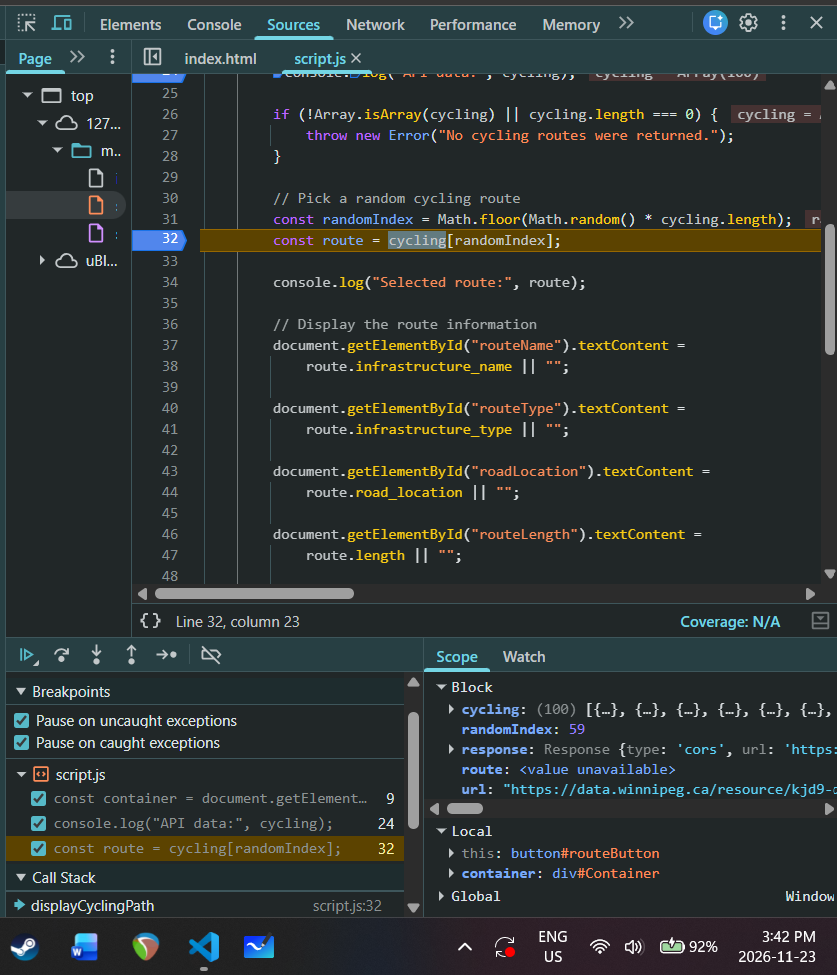 Elements Console Sources Network Performance Memory
Page index.html script.js
top
127...
m..
uBl...
25
26 if (!Array.isArray(cycling) || cycling.length === 0) { cycling =
27 throw new Error("No cycling routes were returned.");
28 }
29
30 // Pick a random cycling route
31 const randomIndex = Math.floor(Math.random() * cycling.length);
32 const route = cycling[randomIndex];
33
34 console.log("Selected route:", route);
35
36 // Display the route information
37 document.getElementById("routeName").textContent =
38 route.infrastructure_name || "";
39
40 document.getElementById("routeType").textContent =
41 route.infrastructure_type || "";
42
43 document.getElementById("roadLocation").textContent =
44 route.road_location || "";
45
46 document.getElementById("routeLength").textContent =
47 route.length || "";
48
{} Line 32, column 23 Coverage: N/A
Breakpoints
Pause on uncaught exceptions
Pause on caught exceptions
script.js
const container = document.getElement… 9
console.log("API data:", cycling); 24
const route = cycling[randomIndex]; 32
Call Stack
displayCyclingPath script.js:32
Scope Watch
Block
cycling: (100) [{…}, {…}, {…}, {…}, {…}, {…},
randomIndex: 59
response: Response {type: 'cors', url: 'https:
route: <value unavailable>
url: "https://data.winnipeg.ca/resource/kjd9-
Local
this: button#routeButton
container: div#Container
Global Window
ENG
US
92%
3:42 PM
2026-11-23